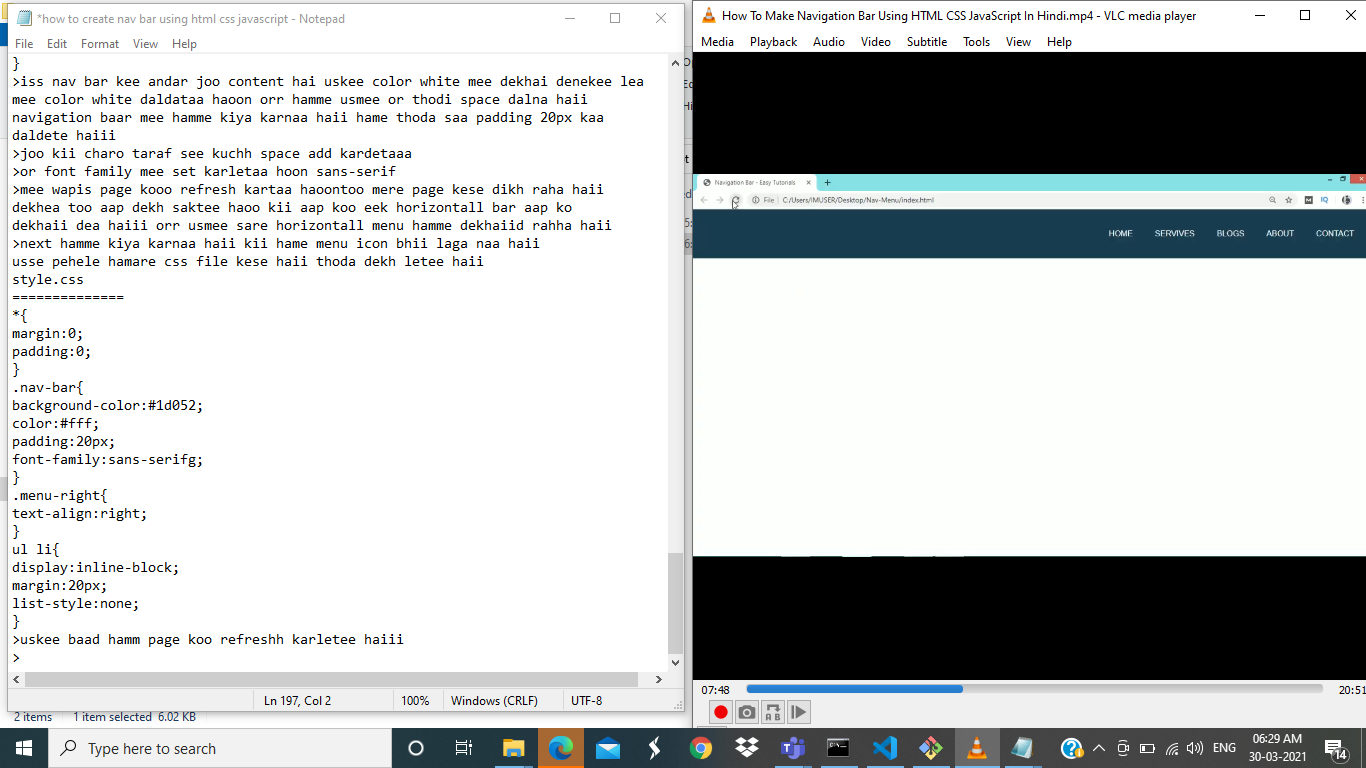 *how to create nav bar using html css javascript - Notepad
File Edit Format View Help
}
>iss nav bar kee andar joo content hai uskee color white mee dekhai denekee lea
mee color white daldataa haoon orr hamme usmee or thodi space dalna haii
navigation baar mee hamme kiya karnaa haii hame thoda saa padding 20px kaa
daldete haiii
>joo kii charo taraf see kuchh space add kardetaaa
>or font family mee set karletaa hoon sans-serif
>mee wapis page kooo refresh kartaa haoontoo mere page kese dikh raha haii
dekhea too aap dekh saktee haoo kii aap koo eek horizontall bar aap ko
dekhaii dea haiii orr usmee sare horizontall menu hamme dekhaiid rahha haii
>next hamme kiya karnaa haii kii hame menu icon bhii laga naa haii
usse pehele hamare css file kese haii thoda dekh letee haii
style.css
==============
*{
margin:0;
padding:0;
}
.nav-bar{
background-color:#1d052;
color:#fff;
padding:20px;
font-family:sans-serifg;
}
.menu-right{
text-align:right;
}
ul li{
display:inline-block;
margin:20px;
list-style:none;
}
>uskee baad hamm page koo refreshh karletee haiii
>
Ln 197, Col 2 100% Windows (CRLF) UTF-8
2 items 1 item selected 6.02 KB
How To Make Navigation Bar Using HTML CSS JavaScript In Hindi.mp4 - VLC media player
Media Playback Audio Video Subtitle Tools View Help
Navigation Bar - Easy Tutorials
File C:/Users/IMUSER/Desktop/Nav-Menu/index.html
HOME SERVIVES BLOGS ABOUT CONTACT
07:48 20:51
Type here to search
ENG 06:29 AM
30-03-2021
14